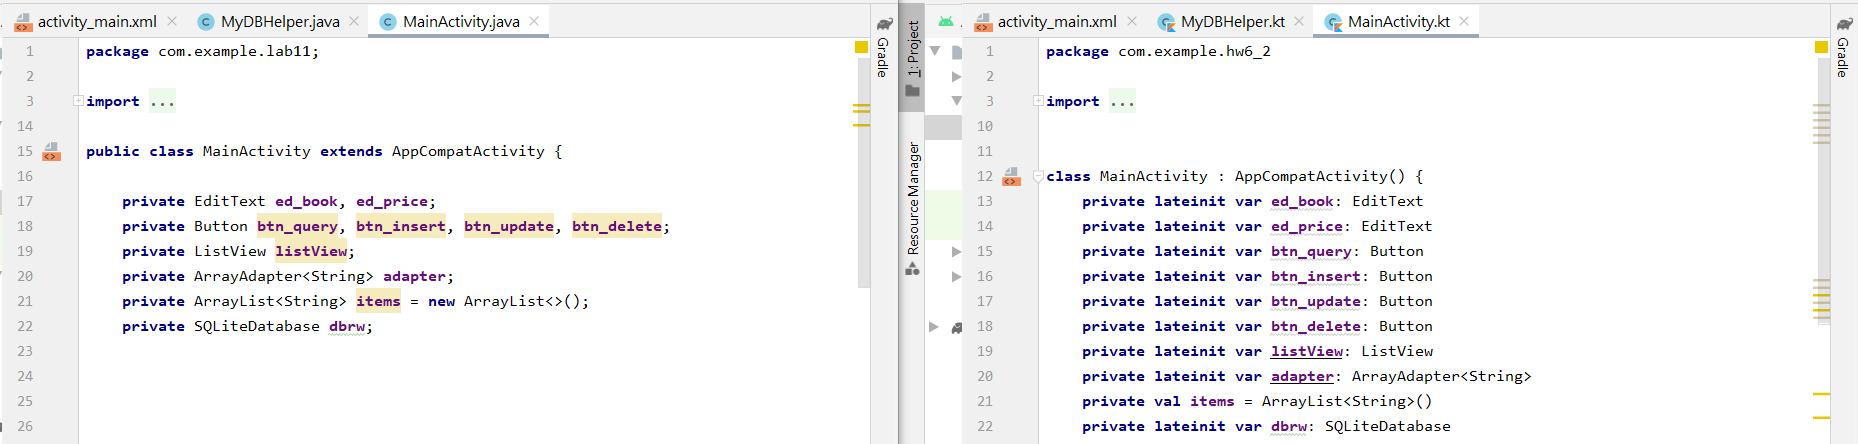 activity_main.xml MyDBHelper.java MainActivity.java
1 package com.example.lab11;
2
3 import ...
14
15 public class MainActivity extends AppCompatActivity {
16
17 private EditText ed_book, ed_price;
18 private Button btn_query, btn_insert, btn_update, btn_delete;
19 private ListView listView;
20 private ArrayAdapter<String> adapter;
21 private ArrayList<String> items = new ArrayList<>();
22 private SQLiteDatabase dbrw;
23
24
25
26
Gradle
1: Project
Resource Manager
activity_main.xml MyDBHelper.kt MainActivity.kt
1 package com.example.hw6_2
2
3 import ...
10
11
12 class MainActivity : AppCompatActivity() {
13 private lateinit var ed_book: EditText
14 private lateinit var ed_price: EditText
15 private lateinit var btn_query: Button
16 private lateinit var btn_insert: Button
17 private lateinit var btn_update: Button
18 private lateinit var btn_delete: Button
19 private lateinit var listView: ListView
20 private lateinit var adapter: ArrayAdapter<String>
21 private val items = ArrayList<String>()
22 private lateinit var dbrw: SQLiteDatabase
Gradle